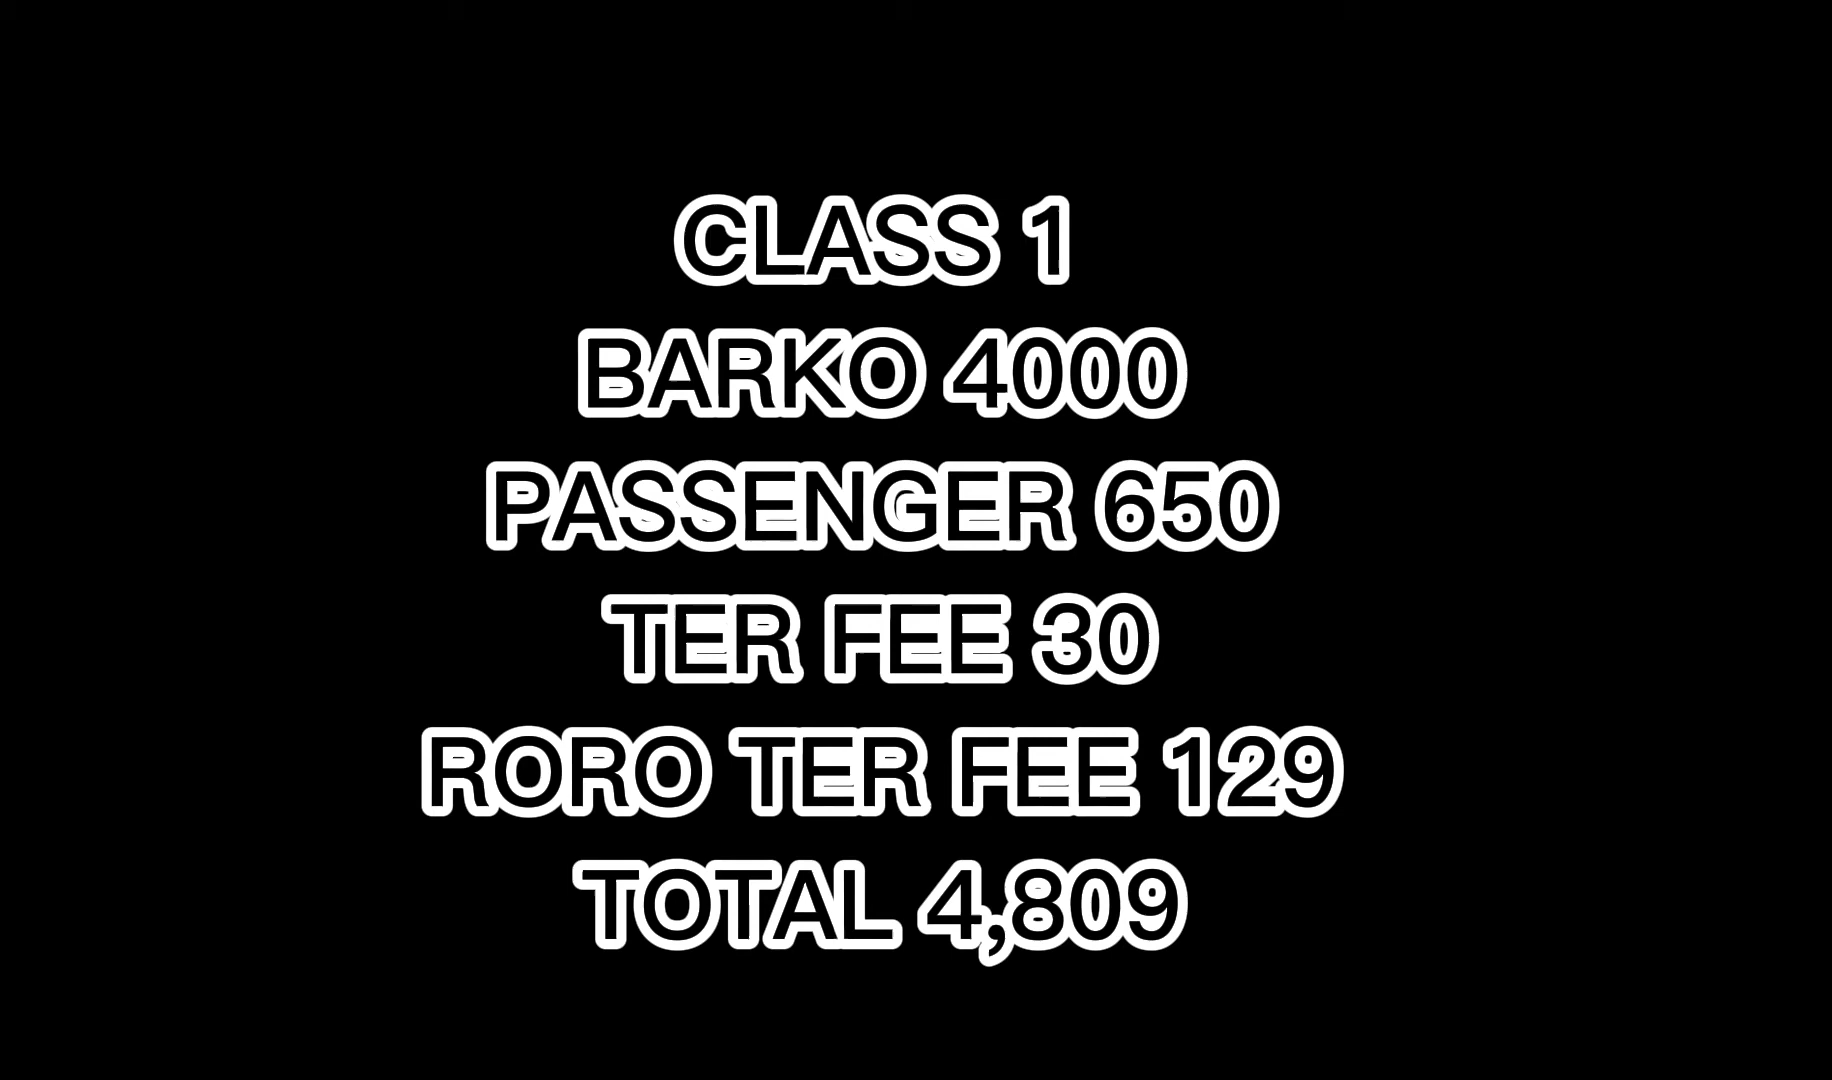 CLASS 1
BARKO 4000
PASSENGER 650
TER FEE 30
RORO TER FEE 129
TOTAL 4,809